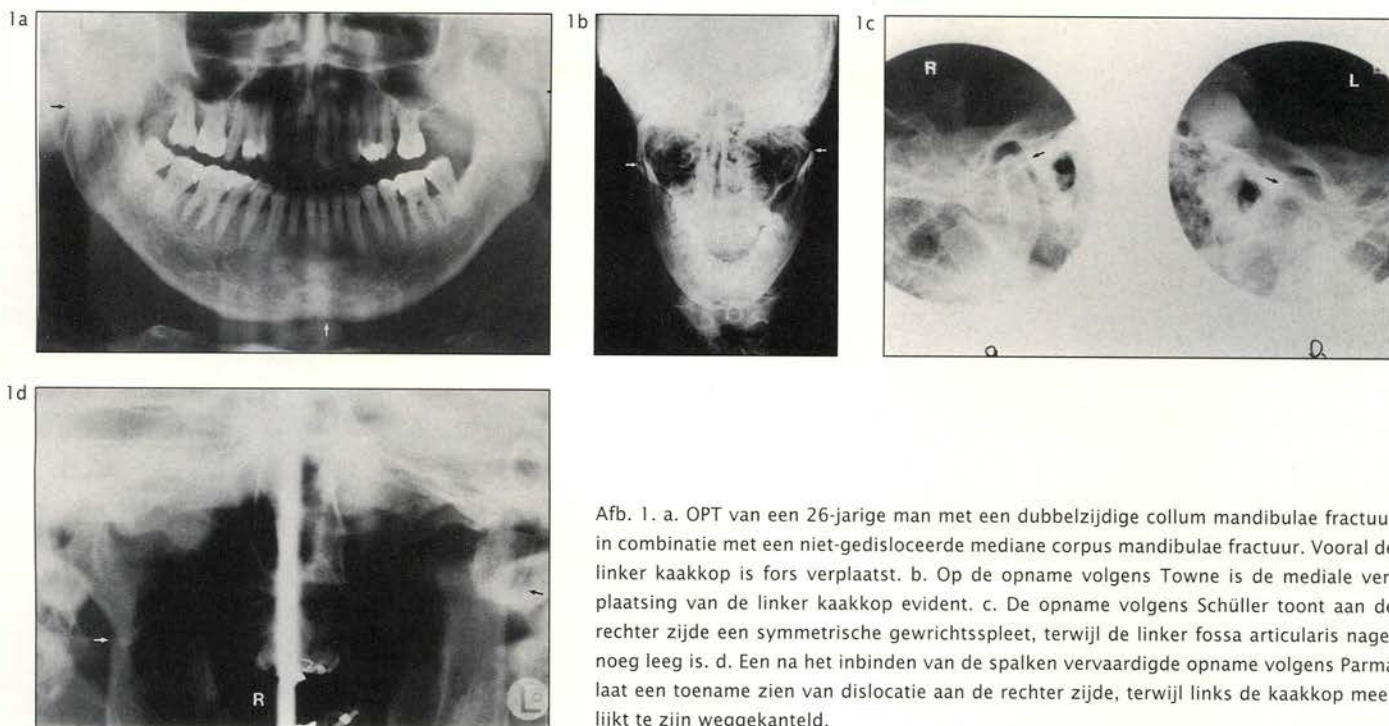 1a
1b
1c
R
L
a
b
1d
R
L
Afb. 1. a. OPT van een 26-jarige man met een dubbelzijdige collum mandibulae fractuu
in combinatie met een niet-gedisloceerde mediane corpus mandibulae fractuur. Vooral de
linker kaakkop is fors verplaatst. b. Op de opname volgens Towne is de mediale ver
plaatsing van de linker kaakkop evident. c. De opname volgens Schüller toont aan de
rechter zijde een symmetrische gewrichtsspleet, terwijl de linker fossa articularis nage
noeg leeg is. d. Een na het inbinden van de spalken vervaardigde opname volgens Parma
laat een toename zien van dislocatie aan de rechter zijde, terwijl links de kaakkop mee
lijkt te zijn weggekanteld.